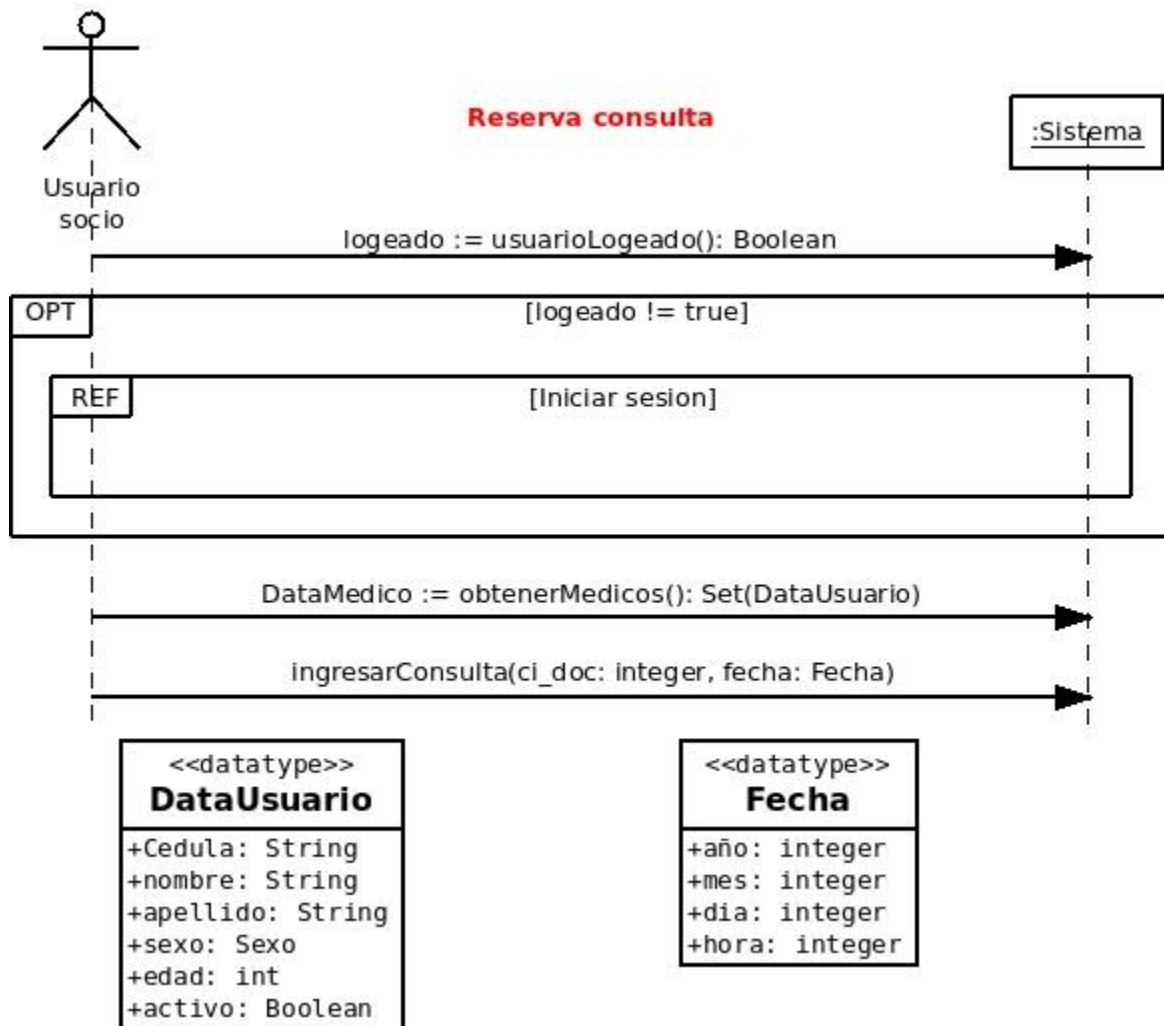 Reserva consulta
:Sistema
Usuario
socio
logeado := usuarioLogeado(): Boolean
OPT
[logeado != true]
REF
[Iniciar sesion]
DataMedico := obtenerMedicos(): Set(DataUsuario)
ingresarConsulta(ci_doc: integer, fecha: Fecha)
<<datatype>>
DataUsuario
+Cedula: String
+nombre: String
+apellido: String
+sexo: Sexo
+edad: int
+activo: Boolean
<<datatype>>
Fecha
+año: integer
+mes: integer
+dia: integer
+hora: integer